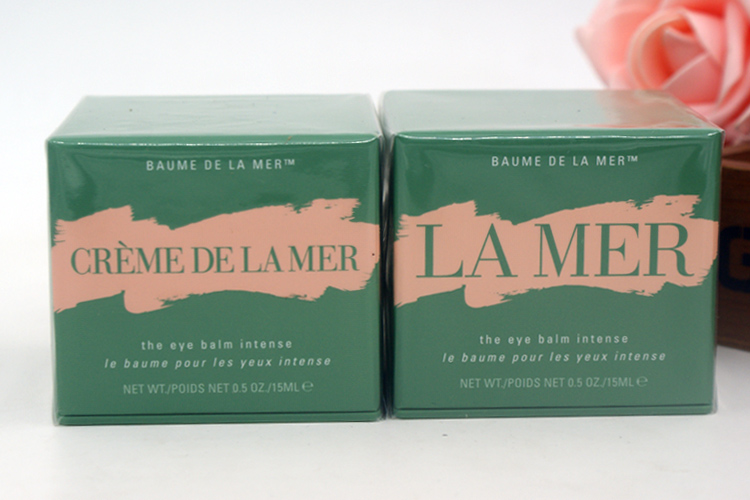 BAUME DE LA MER™
CRÈME DE LA MER
the eye balm intense
le baume pour les yeux intense
NET WT./POIDS NET 0.5 OZ./15ML ℮
BAUME DE LA MER™
LA MER
the eye balm intense
le baume pour les yeux intense
NET WT./POIDS NET 0.5 OZ./15ML ℮